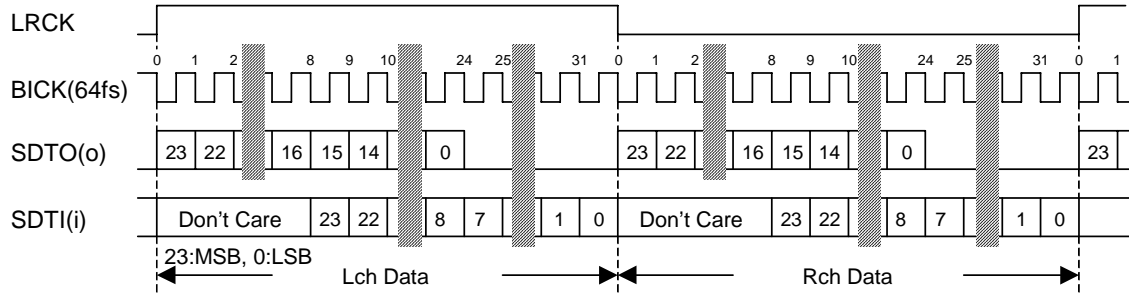 LRCK
0 1 2 8 9 10 24 25 31 0 1 2 8 9 10 24 25 31 0 1
BICK(64fs)
SDTO(o) 23 22 16 15 14 0 23 22 16 15 14 0 23
SDTI(i) Don't Care 23 22 8 7 1 0 Don't Care 23 22 8 7 1 0
23:MSB, 0:LSB
Lch Data Rch Data